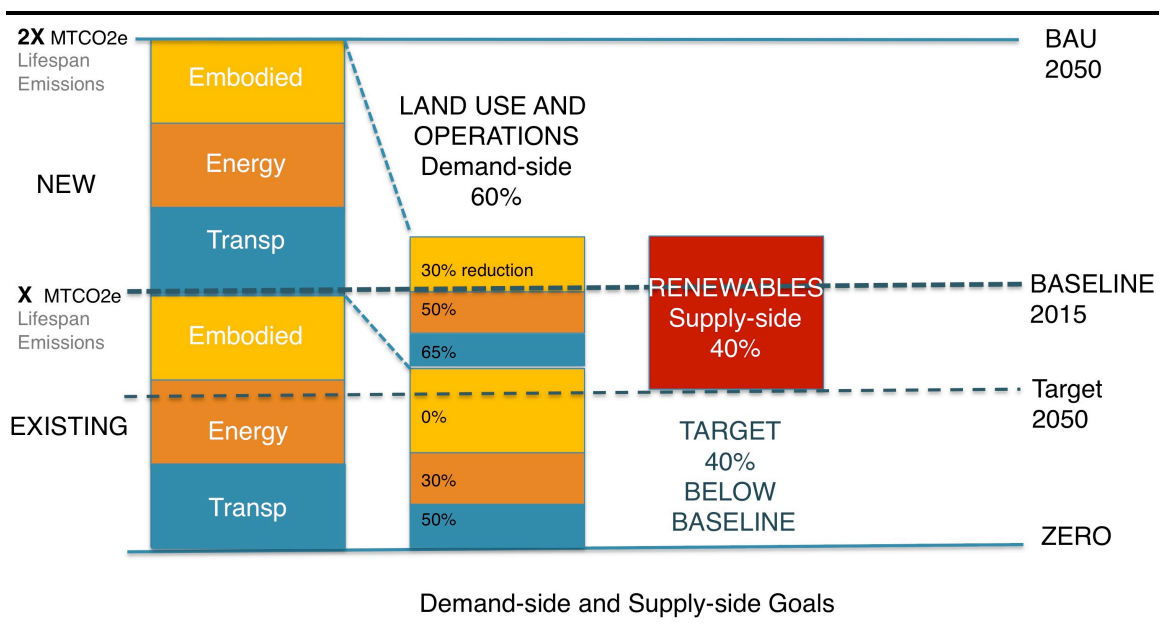 2X MTCO2e
Lifespan
Emissions
BAU
2050
Embodied
LAND USE AND
OPERATIONS
Demand-side
60%
NEW
Energy
Transp
30% reduction
X MTCO2e
Lifespan
Emissions
50%
65%
RENEWABLES
Supply-side
40%
BASELINE
2015
Embodied
Target
2050
EXISTING
Energy
0%
TARGET
40%
BELOW
BASELINE
30%
Transp
50%
ZERO
Demand-side and Supply-side Goals